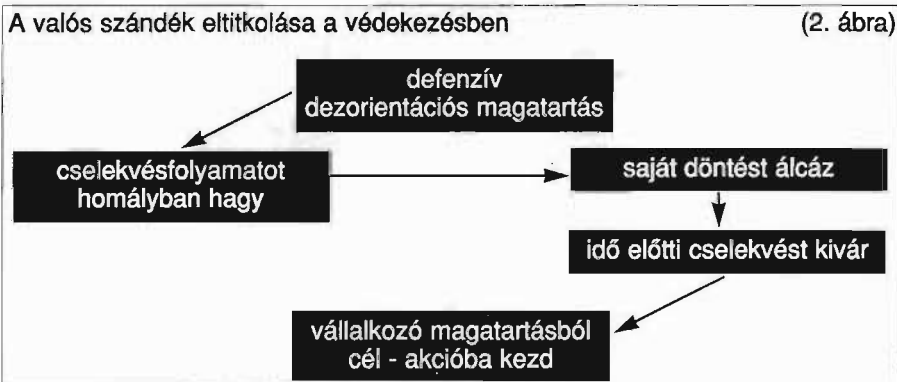 A valós szándék eltitkolása a védekezésben (2. ábra)
defenzív
dezorientációs magatartás
cselekvésfolyamatot
homályban hagy
saját döntést álcáz
idő előtti cselekvést kivár
vállalkozó magatartásból
cél - akcióba kezd